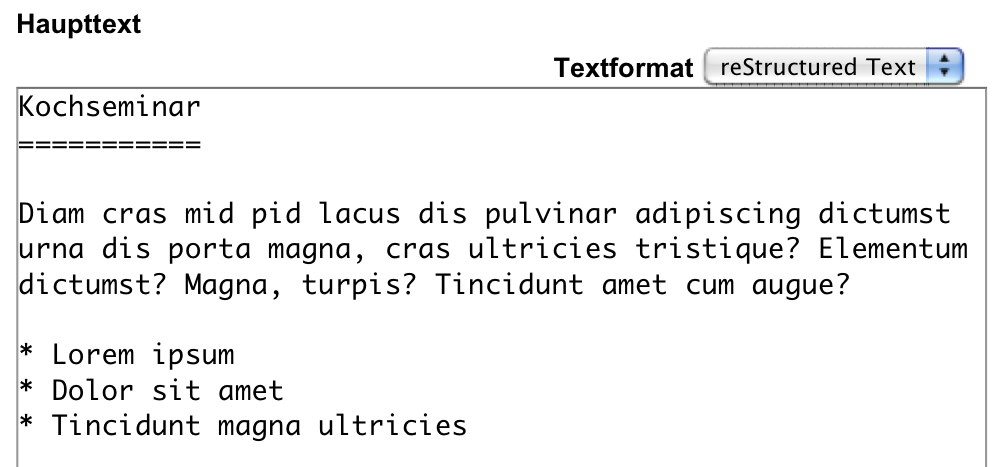 Haupttext
Textformat reStructured Text
Kochseminar
===========
Diam cras mid pid lacus dis pulvinar adipiscing dictumst
urna dis porta magna, cras ultricies tristique? Elementum
dictumst? Magna, turpis? Tincidunt amet cum augue?
* Lorem ipsum
* Dolor sit amet
* Tincidunt magna ultricies